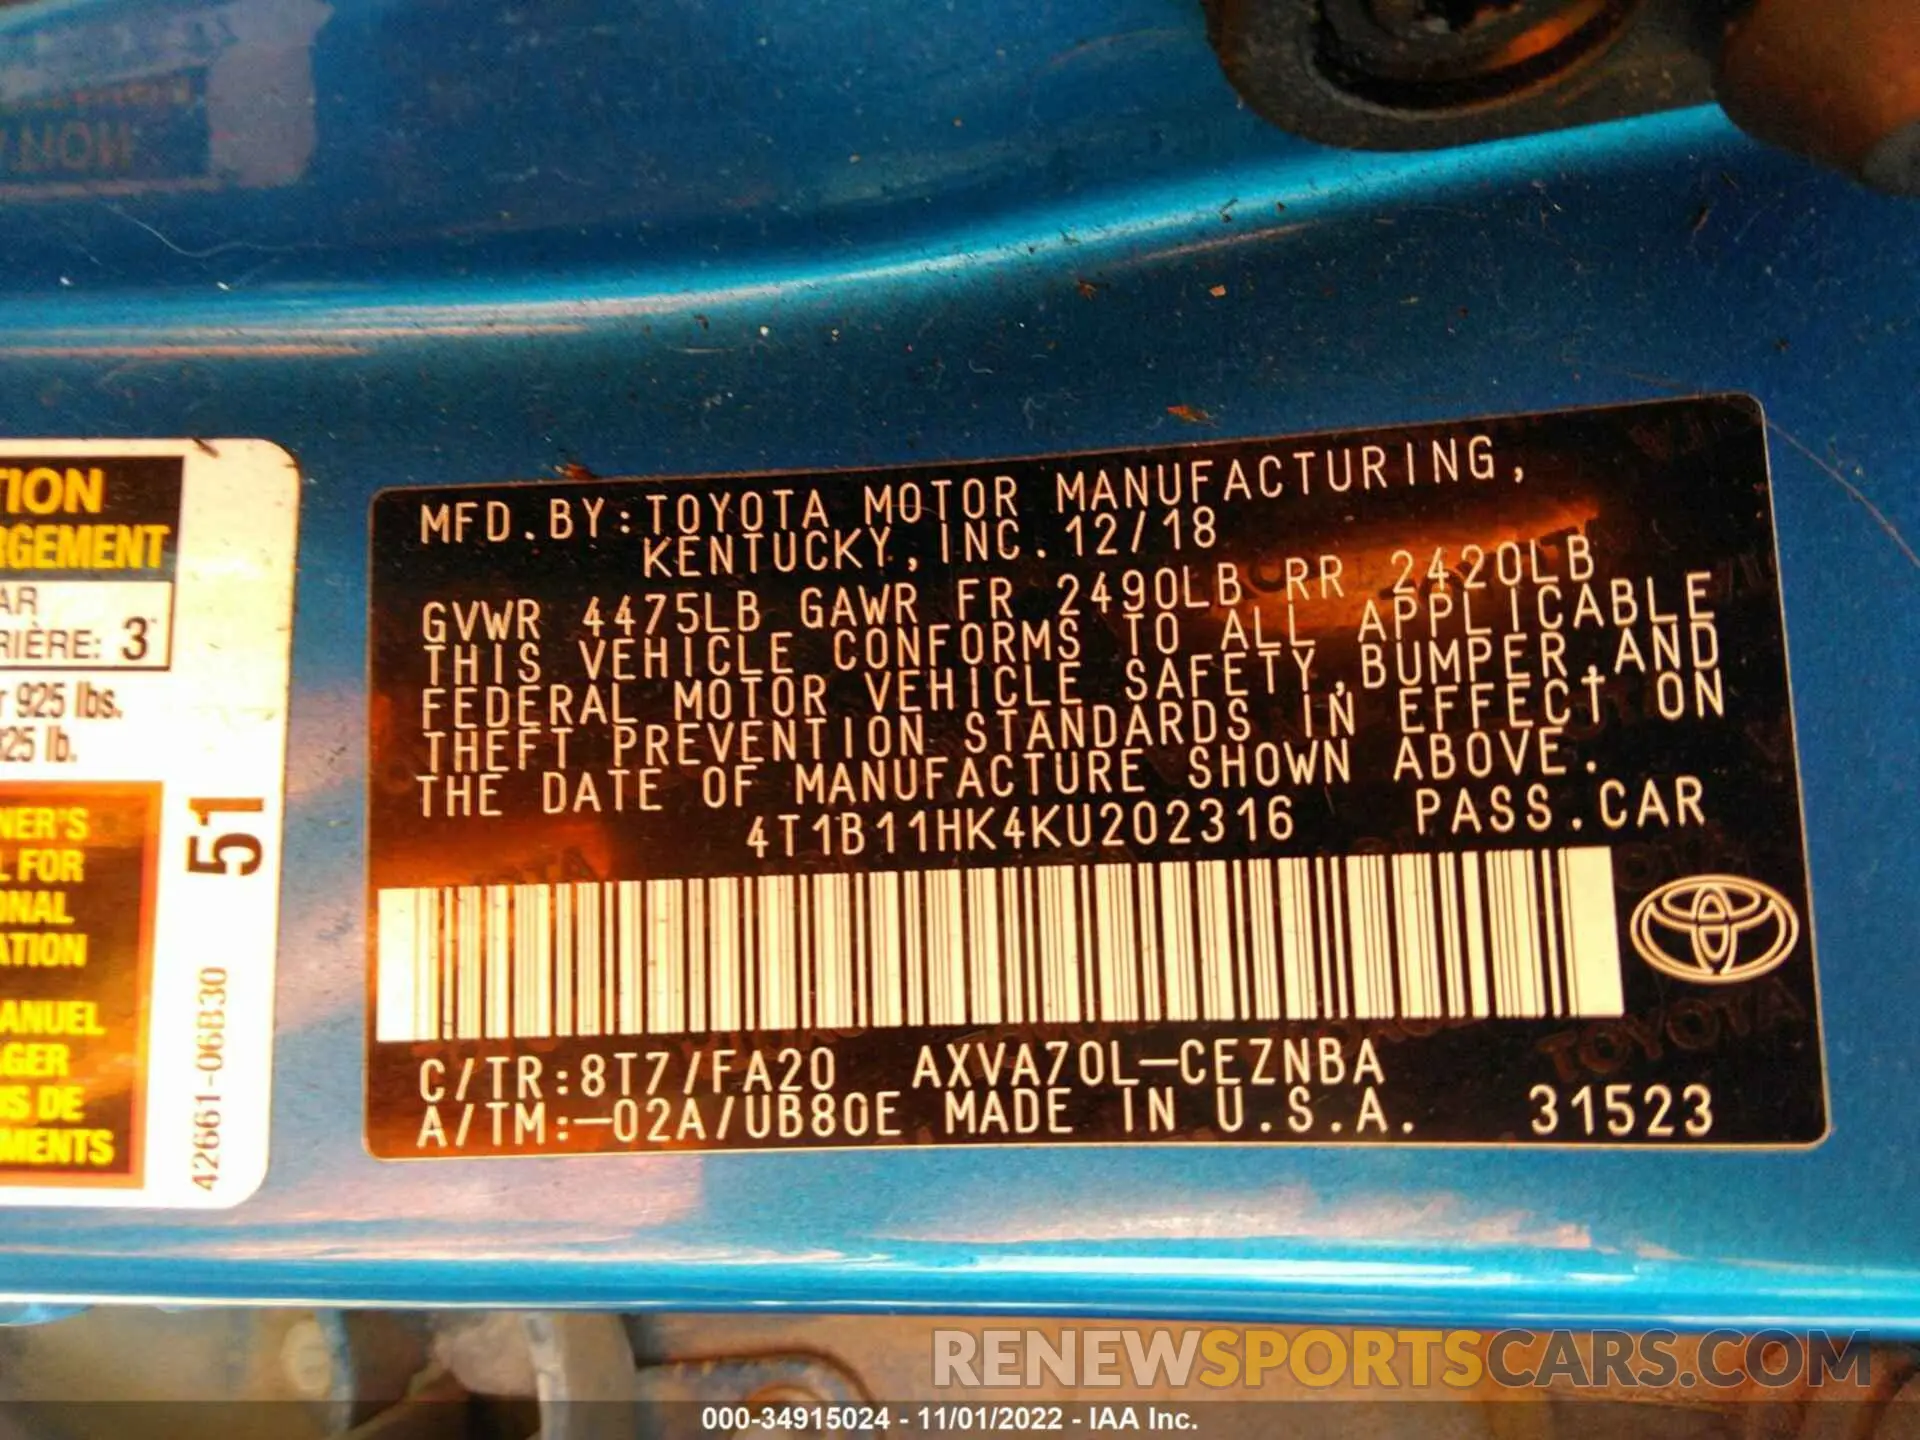 TION
RGEMENT
AR
RIÈRE: 3
925 lbs.
lb.
NER'S
L FOR
ONAL
ATION
ANUEL
GER
US DE
MENTS
51
42661-06B30
MFD.BY:TOYOTA MOTOR MANUFACTURING,
KENTUCKY,INC.12/18
GVWR 4475LB GAWR FR 2490LB RR 2420LB
THIS VEHICLE CONFORMS TO ALL APPLICABLE
FEDERAL MOTOR VEHICLE SAFETY,BUMPER,AND
THEFT PREVENTION STANDARDS IN EFFECT ON
THE DATE OF MANUFACTURE SHOWN ABOVE.
4T1B11HK4KU202316 PASS.CAR
C/TR:8T7/FA20 AXVA70L-CEZNBA
A/TM:-02A/UB80E MADE IN U.S.A. 31523
TOYOTA
RENEWSPORTSCARS.COM
000-34915024 - 11/01/2022 - IAA Inc.